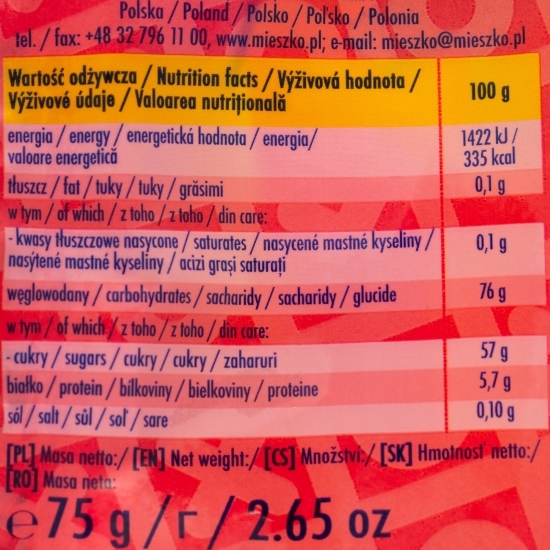 Polska / Poland / Polsko / Poľsko / Polonia
tel. / fax: +48 32 796 11 00, www.mieszko.pl; e-mail: mieszko@mieszko.pl
Wartość odżywcza / Nutrition facts / Výživová hodnota /
Výživové údaje / Valoarea nutrițională
100 g
energia / energy / energetická hodnota / energia/
valoare energetică
1422 kJ /
335 kcal
tłuszcz / fat / tuky / tuky / grăsimi
0,1 g
w tym / of which / z toho / z toho / din care:
- kwasy tłuszczowe nasycone / saturates / nasycené mastné kyseliny /
nasýtené mastné kyseliny / acizi grași saturați
0,1 g
węglowodany / carbohydrates / sacharidy / sacharidy / glucide
76 g
w tym / of which / z toho / z toho / din care:
- cukry / sugars / cukry / cukry / zaharuri
57 g
białko / protein / bílkoviny / bielkoviny / proteine
5,7 g
sól / salt / sůl / soľ / sare
0,10 g
[PL] Masa netto:/ [EN] Net weight:/ [CS] Množství:/ [SK] Hmotnosť netto:/
[RO] Masa neta:
e 75 g / г / 2.65 oz